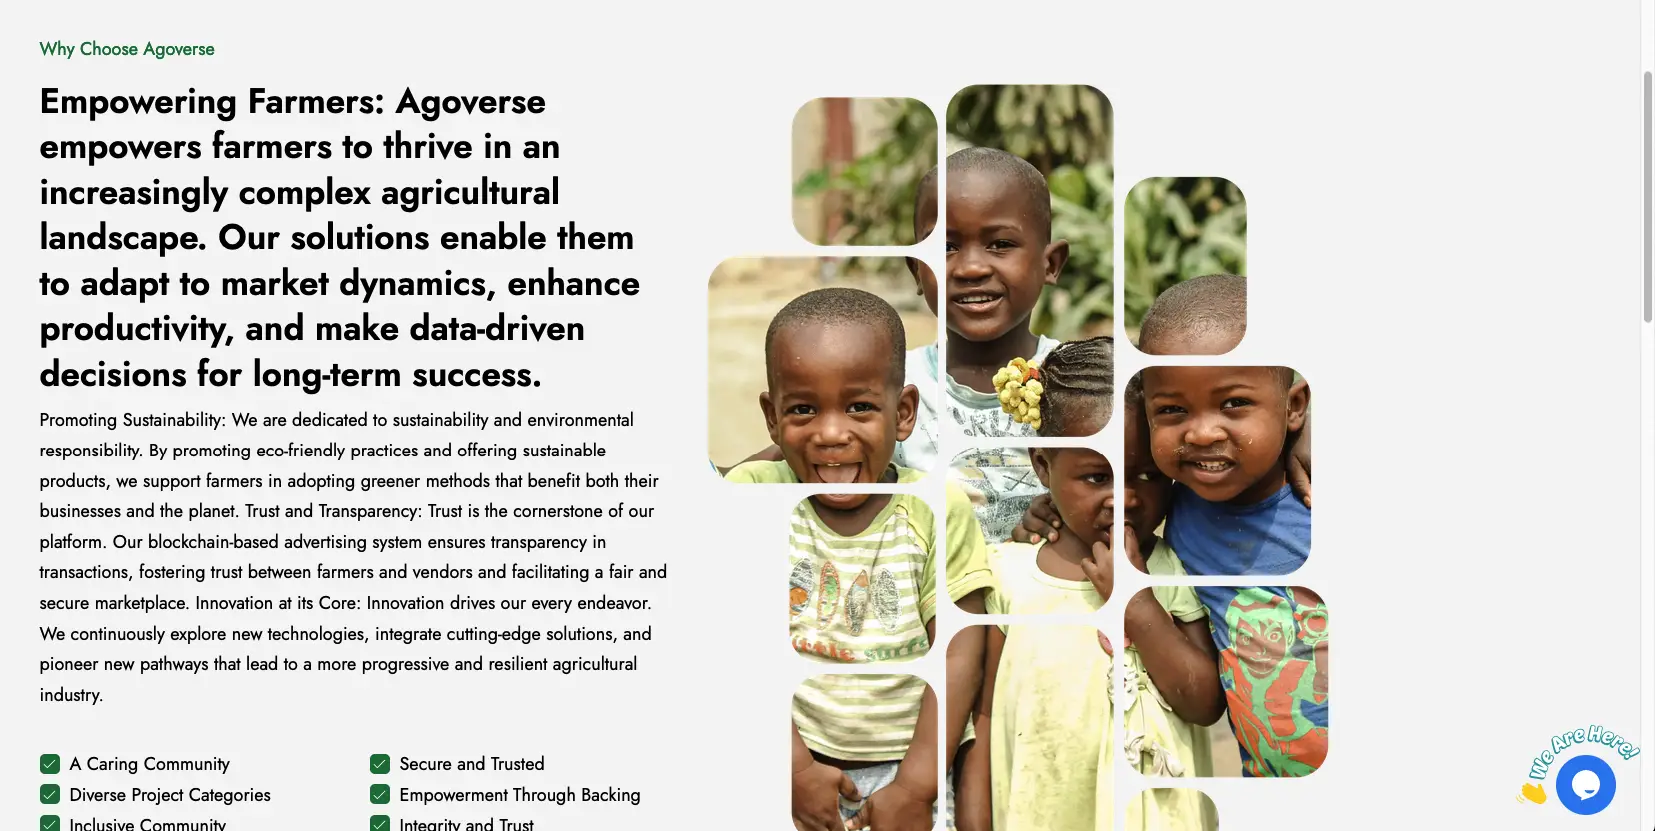 Why Choose Agoverse
Empowering Farmers: Agoverse
empowers farmers to thrive in an
increasingly complex agricultural
landscape. Our solutions enable them
to adapt to market dynamics, enhance
productivity, and make data-driven
decisions for long-term success.
Promoting Sustainability: We are dedicated to sustainability and environmental
responsibility. By promoting eco-friendly practices and offering sustainable
products, we support farmers in adopting greener methods that benefit both their
businesses and the planet. Trust and Transparency: Trust is the cornerstone of our
platform. Our blockchain-based advertising system ensures transparency in
transactions, fostering trust between farmers and vendors and facilitating a fair and
secure marketplace. Innovation at its Core: Innovation drives our every endeavor.
We continuously explore new technologies, integrate cutting-edge solutions, and
pioneer new pathways that lead to a more progressive and resilient agricultural
industry.
A Caring Community
Secure and Trusted
Diverse Project Categories
Empowerment Through Backing
Inclusive Community
Integrity and Trust
We Are Here!